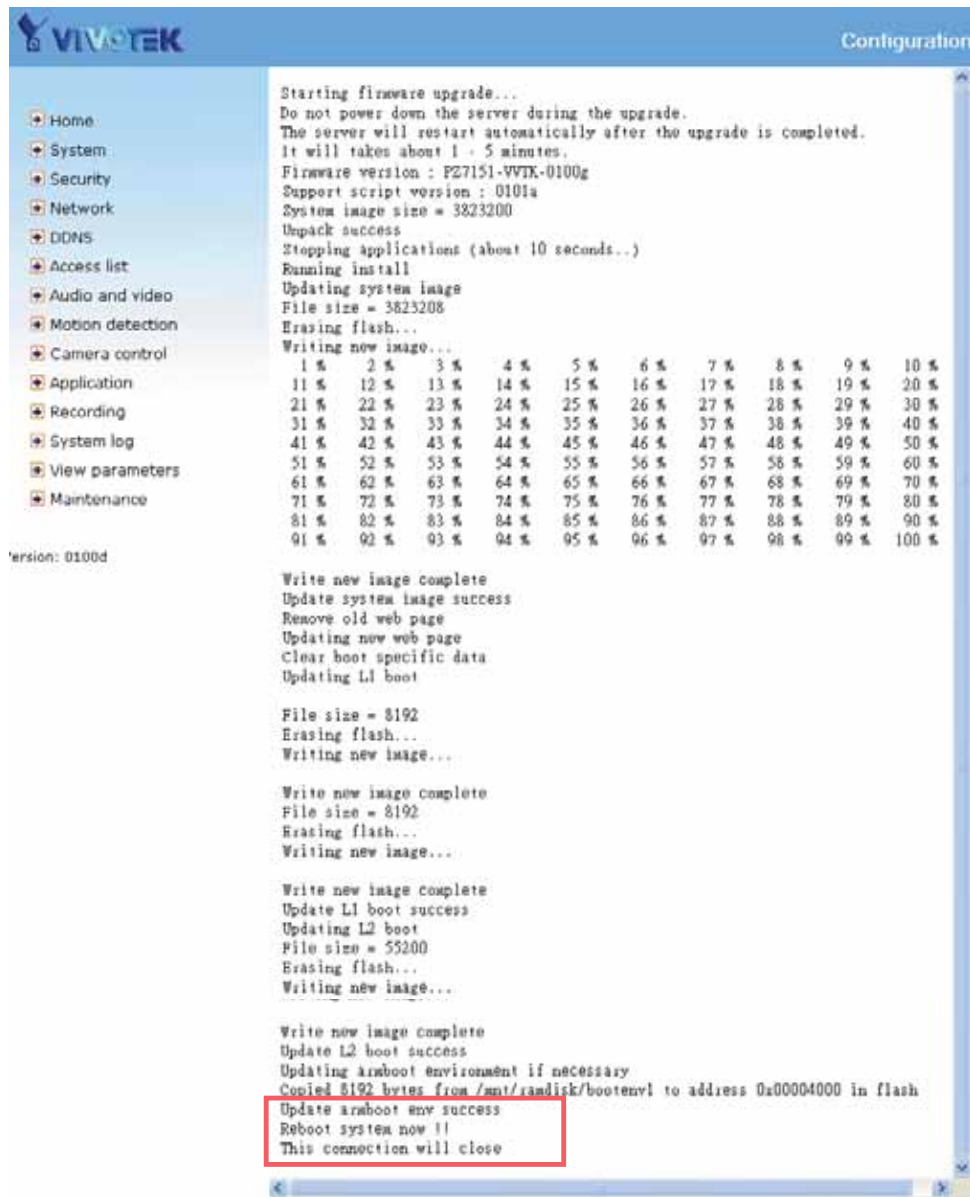 VIVOTEK
Configuration
Home
System
Security
Network
DDNS
Access list
Audio and video
Motion detection
Camera control
Application
Recording
System log
View parameters
Maintenance
ersion: 0100d
Starting firmware upgrade...
Do not power down the server during the upgrade.
The server will restart automatically after the upgrade is completed.
It will takes about 1 - 5 minutes.
Firmware version : PZ7151-VVTK-0100g
Support script version : 0101a
System image size = 3823200
Unpack success
Stopping applications (about 10 seconds..)
Running install
Updating system image
File size = 3823208
Erasing flash...
Writing new image...
1 % 2 % 3 % 4 % 5 % 6 % 7 % 8 % 9 % 10 %
11 % 12 % 13 % 14 % 15 % 16 % 17 % 18 % 19 % 20 %
21 % 22 % 23 % 24 % 25 % 26 % 27 % 28 % 29 % 30 %
31 % 32 % 33 % 34 % 35 % 36 % 37 % 38 % 39 % 40 %
41 % 42 % 43 % 44 % 45 % 46 % 47 % 48 % 49 % 50 %
51 % 52 % 53 % 54 % 55 % 56 % 57 % 58 % 59 % 60 %
61 % 62 % 63 % 64 % 65 % 66 % 67 % 68 % 69 % 70 %
71 % 72 % 73 % 74 % 75 % 76 % 77 % 78 % 79 % 80 %
81 % 82 % 83 % 84 % 85 % 86 % 87 % 88 % 89 % 90 %
91 % 92 % 93 % 94 % 95 % 96 % 97 % 98 % 99 % 100 %
Write new image complete
Update system image success
Remove old web page
Updating new web page
Clear boot specific data
Updating L1 boot
File size = 8192
Erasing flash...
Writing new image...
Write new image complete
File size = 8192
Erasing flash...
Writing new image...
Write new image complete
Update L1 boot success
Updating L2 boot
File size = 55200
Erasing flash...
Writing new image...
Write new image complete
Update L2 boot success
Updating armboot environment if necessary
Copied 8192 bytes from /mnt/ramdisk/bootenv1 to address 0x00004000 in flash
Update armboot env success
Reboot system now !!
This connection will close